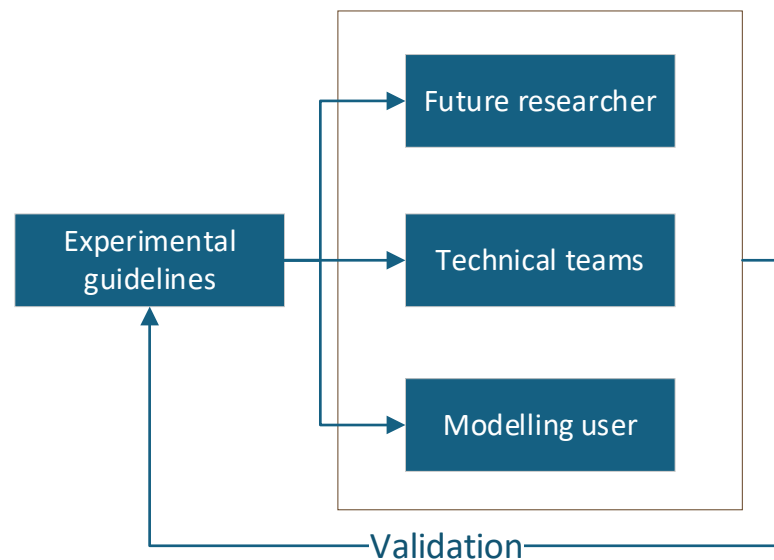 Future researcher
Experimental
guidelines
Technical teams
Modelling user
Validation